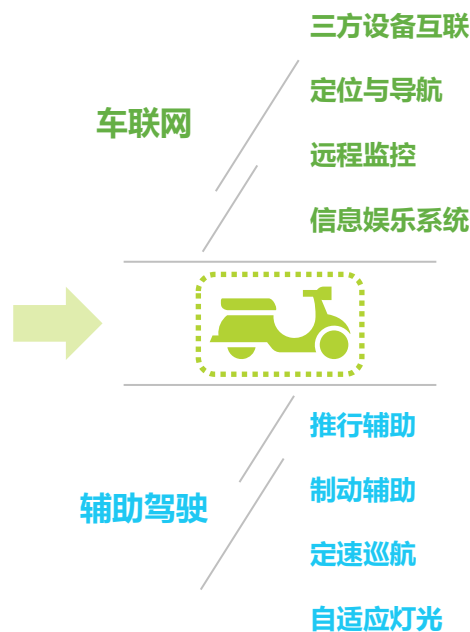 车联网
三方设备互联
定位与导航
远程监控
信息娱乐系统
辅助驾驶
推行辅助
制动辅助
定速巡航
自适应灯光